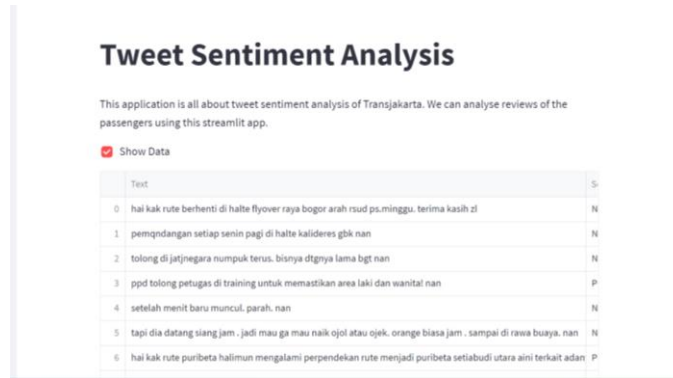 Tweet Sentiment Analysis
This application is all about tweet sentiment analysis of Transjakarta. We can analyse reviews of the
passengers using this streamlit app.
Show Data
Text S
0 hai kak rute berhenti di halte flyover raya bogor arah rsud ps.minggu. terima kasih zl N
1 pemqndangan setiap senin pagi di halte kalideres gbk nan N
2 tolong di jatjnegara numpuk terus. bisnya dtgnya lama bgt nan N
3 ppd tolong petugas di training untuk memastikan area laki dan wanita! nan P
4 setelah menit baru muncul. parah. nan N
5 tapi dia datang siang jam . jadi mau ga mau naik ojol atau ojek. orange biasa jam . sampai di rawa buaya. nan N
6 hai kak rute puribeta halimun mengalami perpendekan rute menjadi puribeta setiabudi utara aini terkait adan P